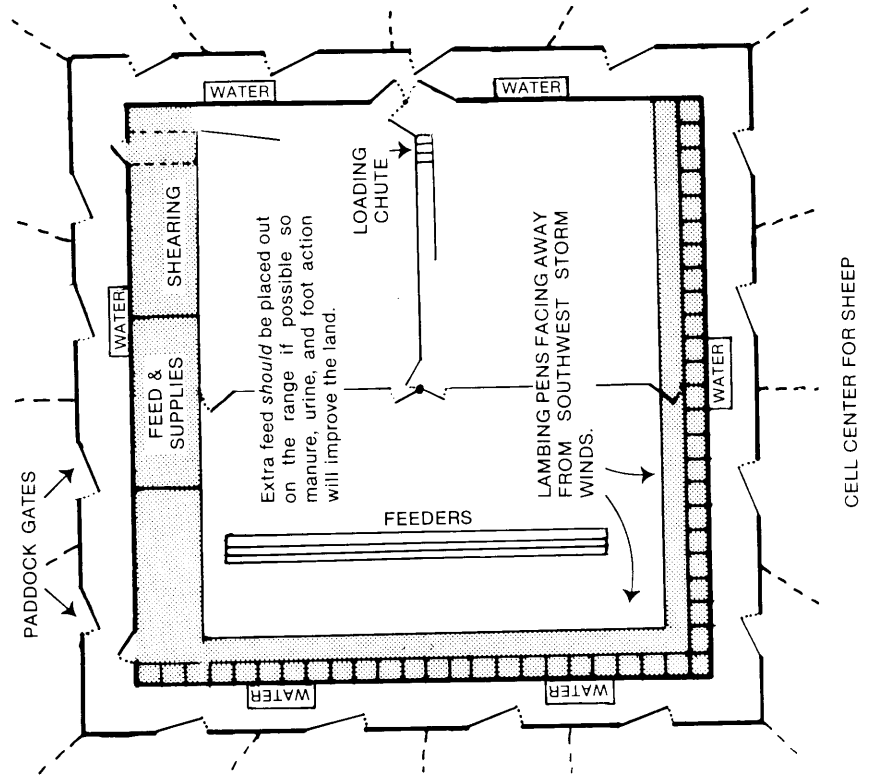 WATER
WATER
LOADING
CHUTE
SHEARING
Extra feed should be placed out
on the range if possible so
manure, urine, and foot action
will improve the land.
LAMBING PENS FACING AWAY
FROM SOUTHWEST STORM
WINDS.
WATER
FEED &
SUPPLIES
WATER
PADDOCK GATES
FEEDERS
WATER
WATER
CELL CENTER FOR SHEEP